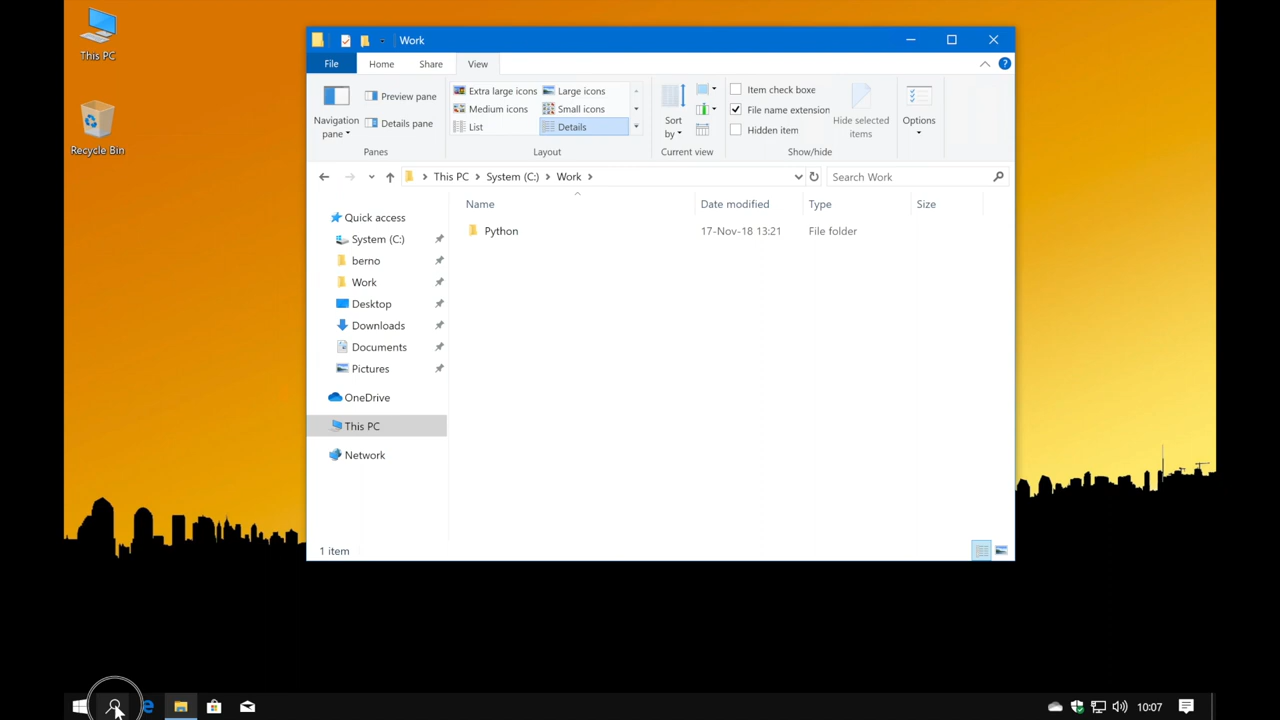 This PC
Recycle Bin
Work
File
Home
Share
View
?
Navigation
pane
Preview pane
Details pane
Panes
Extra large icons
Large icons
Medium icons
Small icons
List
Details
Layout
Sort
by
Current view
Item check boxe
File name extension
Hidden item
Hide selected
items
Show/hide
Options
This PC
System (C:)
Work
Search Work
Quick access
System (C:)
berno
Work
Desktop
Downloads
Documents
Pictures
OneDrive
This PC
Network
Name
Date modified
Type
Size
Python
17-Nov-18 13:21
File folder
1 item
10:07